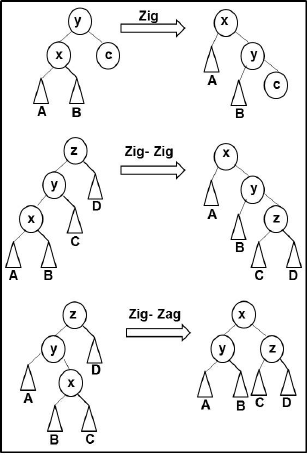 y Zig x
x c y
A
A B B c
z Zig- Zig x
y A y
x D B z
C
A B C D
z Zig- Zag x
y y z
D
A x
B C A B C D